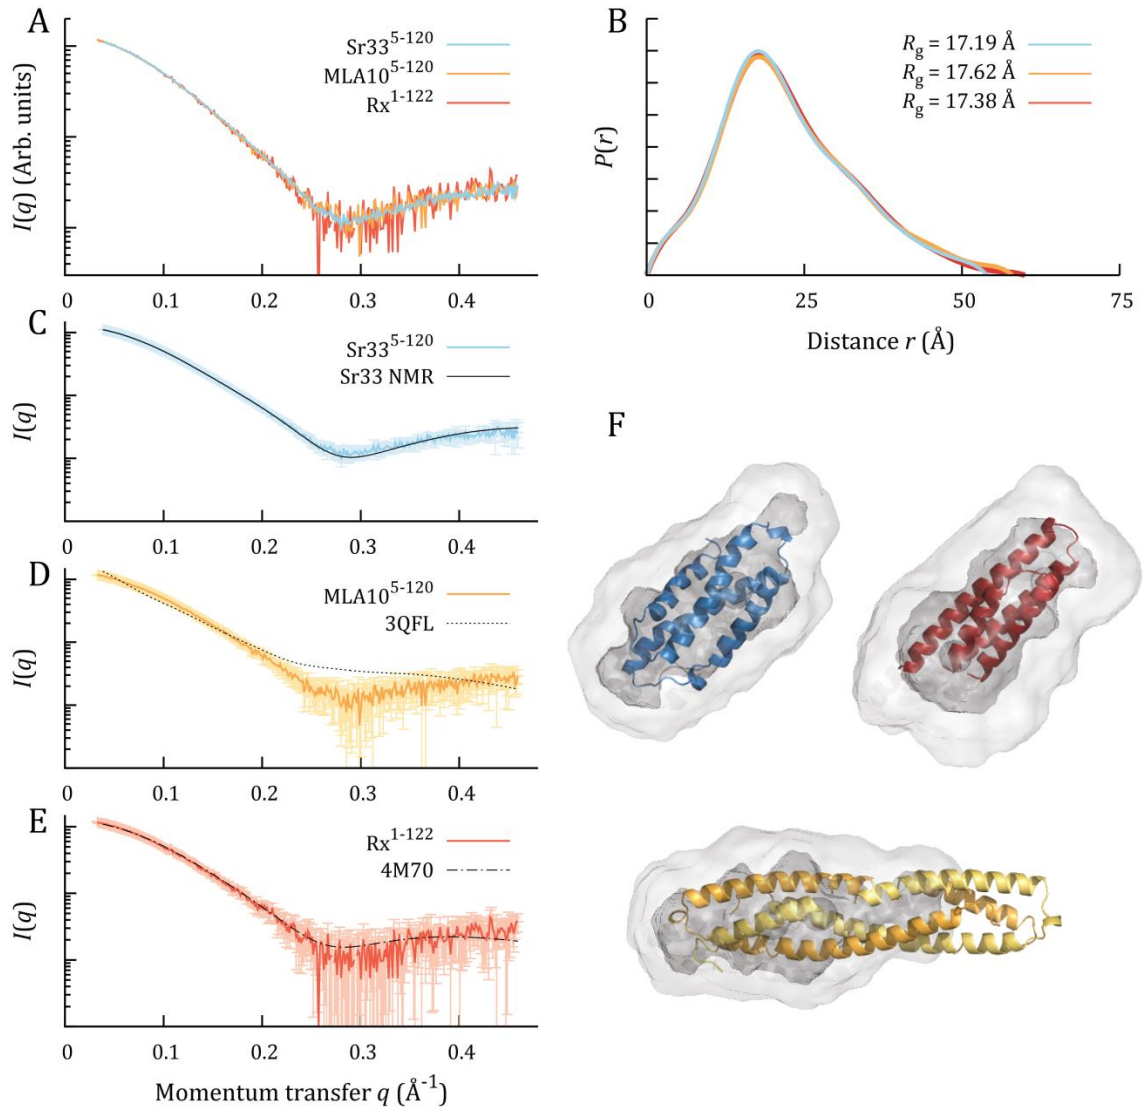 A
Sr33^5-120
MLA10^5-120
Rx^1-122
I(q) (Arb. units)
0 0.1 0.2 0.3 0.4
B
R_g = 17.19 Å
R_g = 17.62 Å
R_g = 17.38 Å
P(r)
0 25 50 75
Distance r (Å)
C
Sr33^5-120
Sr33 NMR
I(q)
0 0.1 0.2 0.3 0.4
D
MLA10^5-120
3QFL
I(q)
0 0.1 0.2 0.3 0.4
E
Rx^1-122
4M70
I(q)
0 0.1 0.2 0.3 0.4
Momentum transfer q (Å^-1)
F